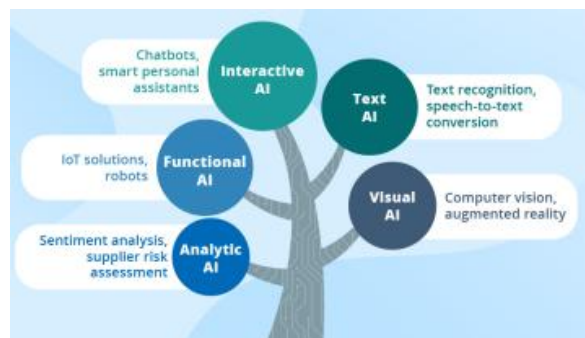 Chatbots,
smart personal
assistants
Interactive
AI
Text
AI
Text recognition,
speech-to-text
conversion
IoT solutions,
robots
Functional
AI
Visual
AI
Computer vision,
augmented reality
Sentiment analysis,
supplier risk
assessment
Analytic
AI